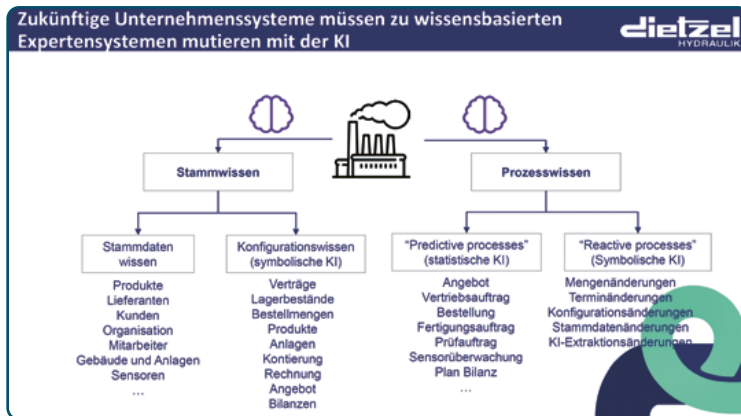 Zukünftige Unternehmenssysteme müssen zu wissensbasierten
Expertensystemen mutieren mit der KI
dietzel
HYDRAULIK
Stammwissen
Prozesswissen
Stammdaten
wissen
Produkte
Lieferanten
Kunden
Organisation
Mitarbeiter
Gebäude und Anlagen
Sensoren
...
Konfigurationswissen
(symbolische KI)
Verträge
Lagerbestände
Bestellmengen
Produkte
Anlagen
Kontierung
Rechnung
Angebot
Bilanzen
"Predictive processes"
(statistische KI)
Angebot
Vertriebsauftrag
Bestellung
Fertigungsauftrag
Prüfauftrag
Sensorüberwachung
Plan Bilanz
...
"Reactive processes"
(Symbolische KI)
Mengenänderungen
Terminänderungen
Konfigurationsänderungen
Stammdatenänderungen
KI-Extraktionsänderungen